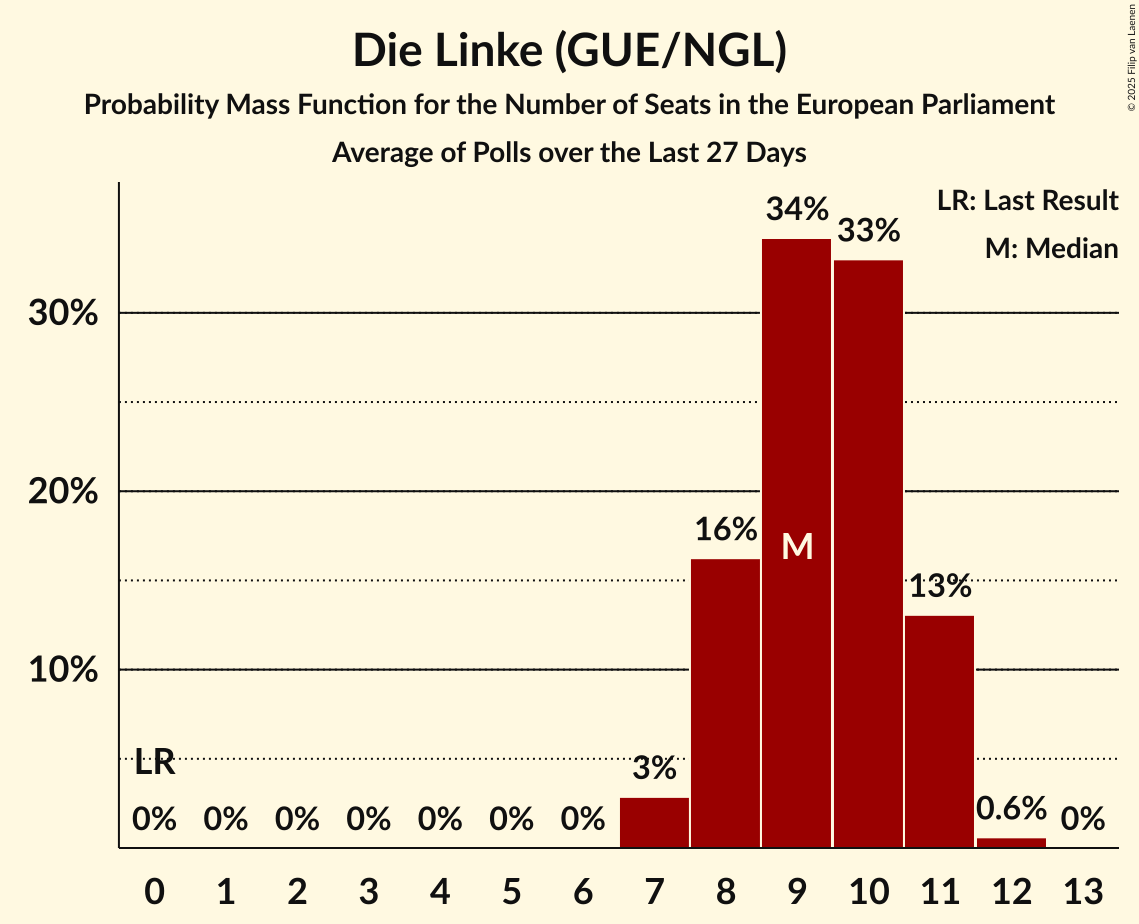 Die Linke (GUE/NGL)
Probability Mass Function for the Number of Seats in the European Parliament
Average of Polls over the Last 27 Days
© 2025 Filip van Laenen
LR: Last Result
M: Median
34%
33%
30%
20%
16%
M
13%
10%
LR
3%
0% 0% 0% 0% 0% 0% 0% 0.6% 0%
0 1 2 3 4 5 6 7 8 9 10 11 12 13